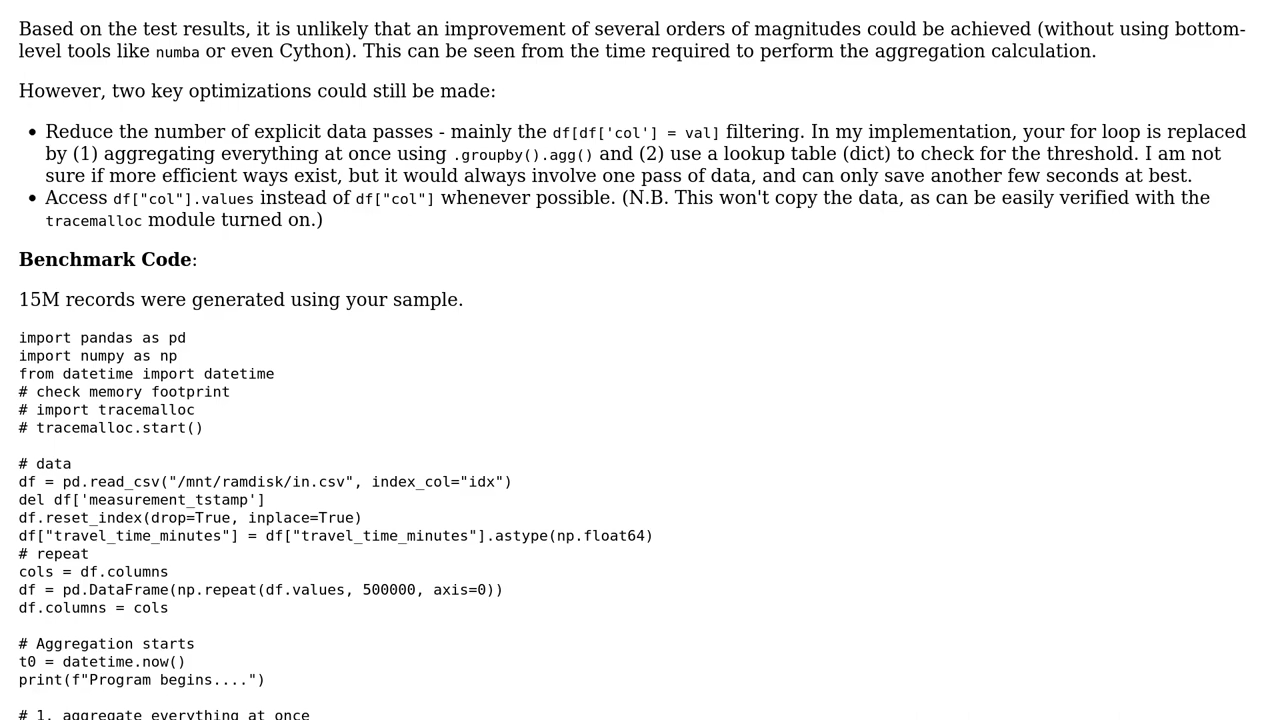 Based on the test results, it is unlikely that an improvement of several orders of magnitudes could be achieved (without using bottom-
level tools like numba or even Cython). This can be seen from the time required to perform the aggregation calculation.
However, two key optimizations could still be made:
• Reduce the number of explicit data passes - mainly the df[df['col'] = val] filtering. In my implementation, your for loop is replaced
by (1) aggregating everything at once using .groupby().agg() and (2) use a lookup table (dict) to check for the threshold. I am not
sure if more efficient ways exist, but it would always involve one pass of data, and can only save another few seconds at best.
• Access df["col"].values instead of df["col"] whenever possible. (N.B. This won't copy the data, as can be easily verified with the
tracemalloc module turned on.)
Benchmark Code:
15M records were generated using your sample.
import pandas as pd
import numpy as np
from datetime import datetime
# check memory footprint
# import tracemalloc
# tracemalloc.start()
# data
df = pd.read_csv("/mnt/ramdisk/in.csv", index_col="idx")
del df['measurement_tstamp']
df.reset_index(drop=True, inplace=True)
df["travel_time_minutes"] = df["travel_time_minutes"].astype(np.float64)
# repeat
cols = df.columns
df = pd.DataFrame(np.repeat(df.values, 500000, axis=0))
df.columns = cols
# Aggregation starts
t0 = datetime.now()
print(f"Program begins....")
# 1. aggregate everything at once